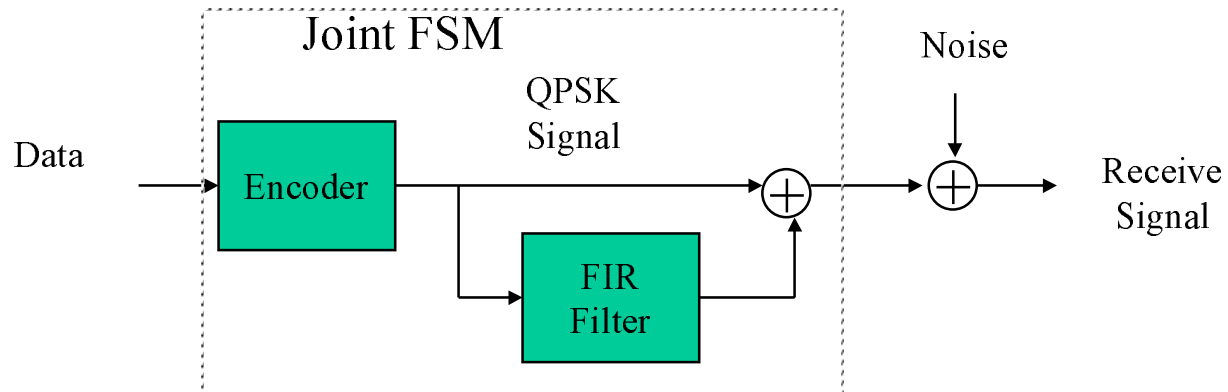 Joint FSM
Noise
QPSK
Signal
Data
Encoder
Receive
Signal
FIR
Filter